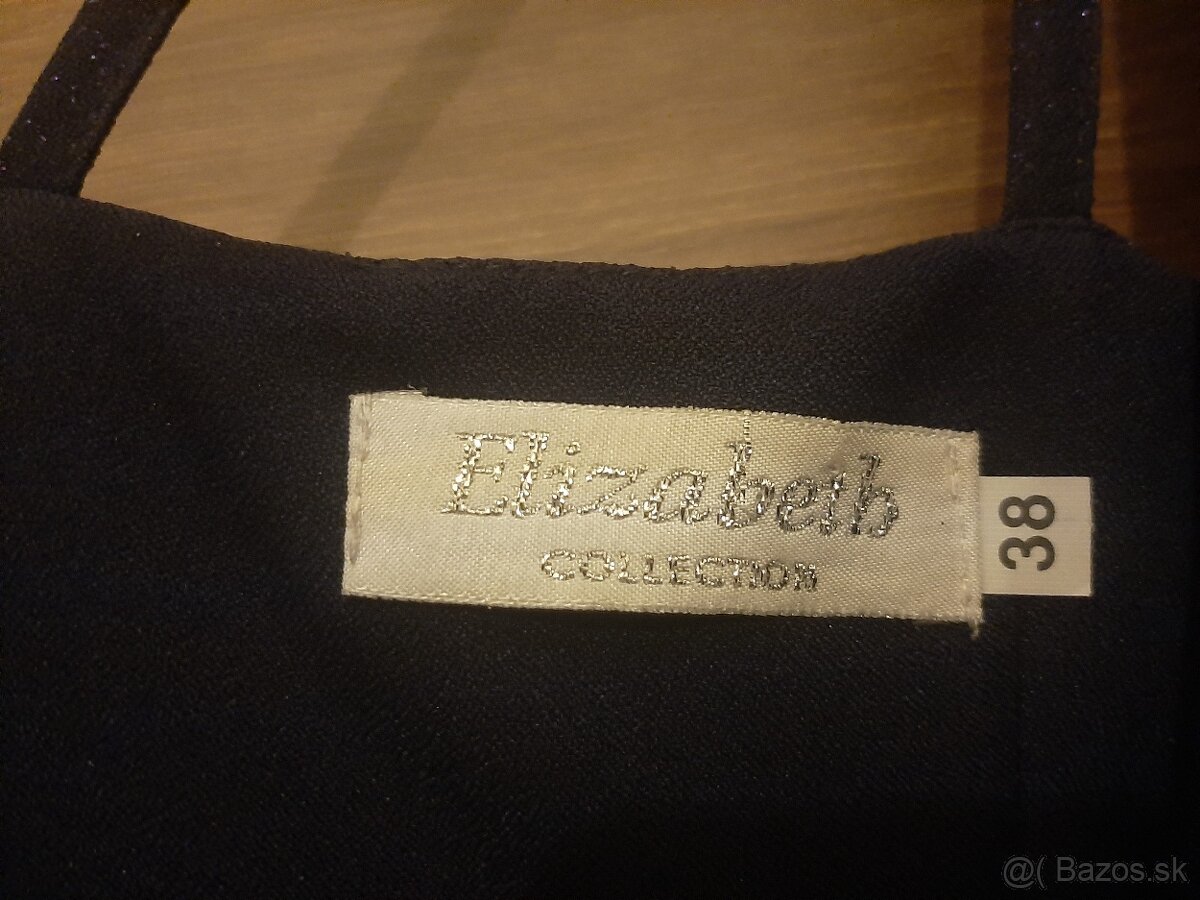 Elizabeth
COLLECTION
38
@( Bazos.sk